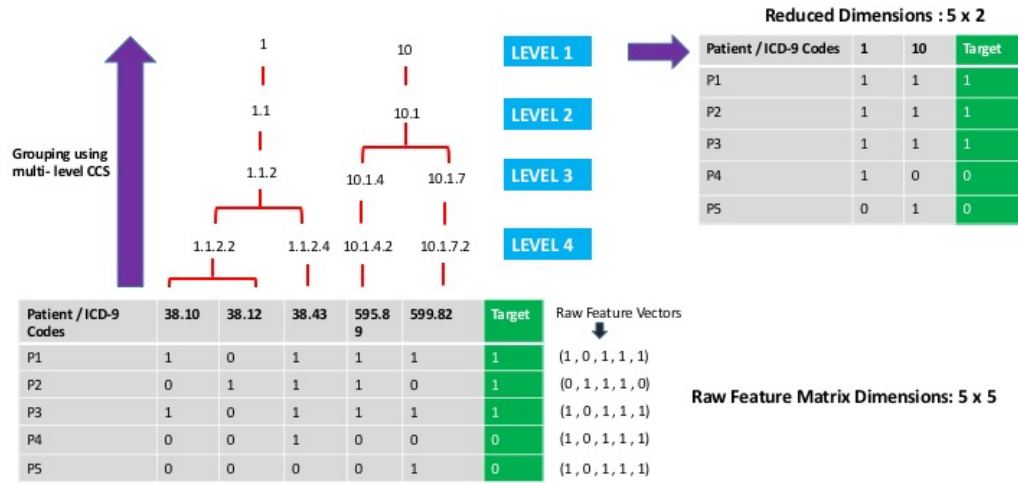 Reduced Dimensions : 5 x 2
1 10 LEVEL 1
Patient / ICD-9 Codes 1 10 Target
P1 1 1 1
P2 1 1 1
P3 1 1 1
P4 1 0 0
P5 0 1 0
1.1 10.1 LEVEL 2
Grouping using
multi- level CCS
1.1.2 10.1.4 10.1.7 LEVEL 3
1.1.2.2 1.1.2.4 10.1.4.2 10.1.7.2 LEVEL 4
Patient / ICD-9
Codes 38.10 38.12 38.43 595.8
9 599.82 Target
Raw Feature Vectors
P1 1 0 1 1 1 1 (1 , 0 , 1 , 1 , 1)
P2 0 1 1 1 0 1 (0 , 1 , 1 , 1 , 0)
P3 1 0 1 1 1 1 (1 , 0 , 1 , 1 , 1)
P4 0 0 1 0 0 0 (1 , 0 , 1 , 1 , 1)
P5 0 0 0 0 1 0 (1 , 0 , 1 , 1 , 1)
Raw Feature Matrix Dimensions: 5 x 5